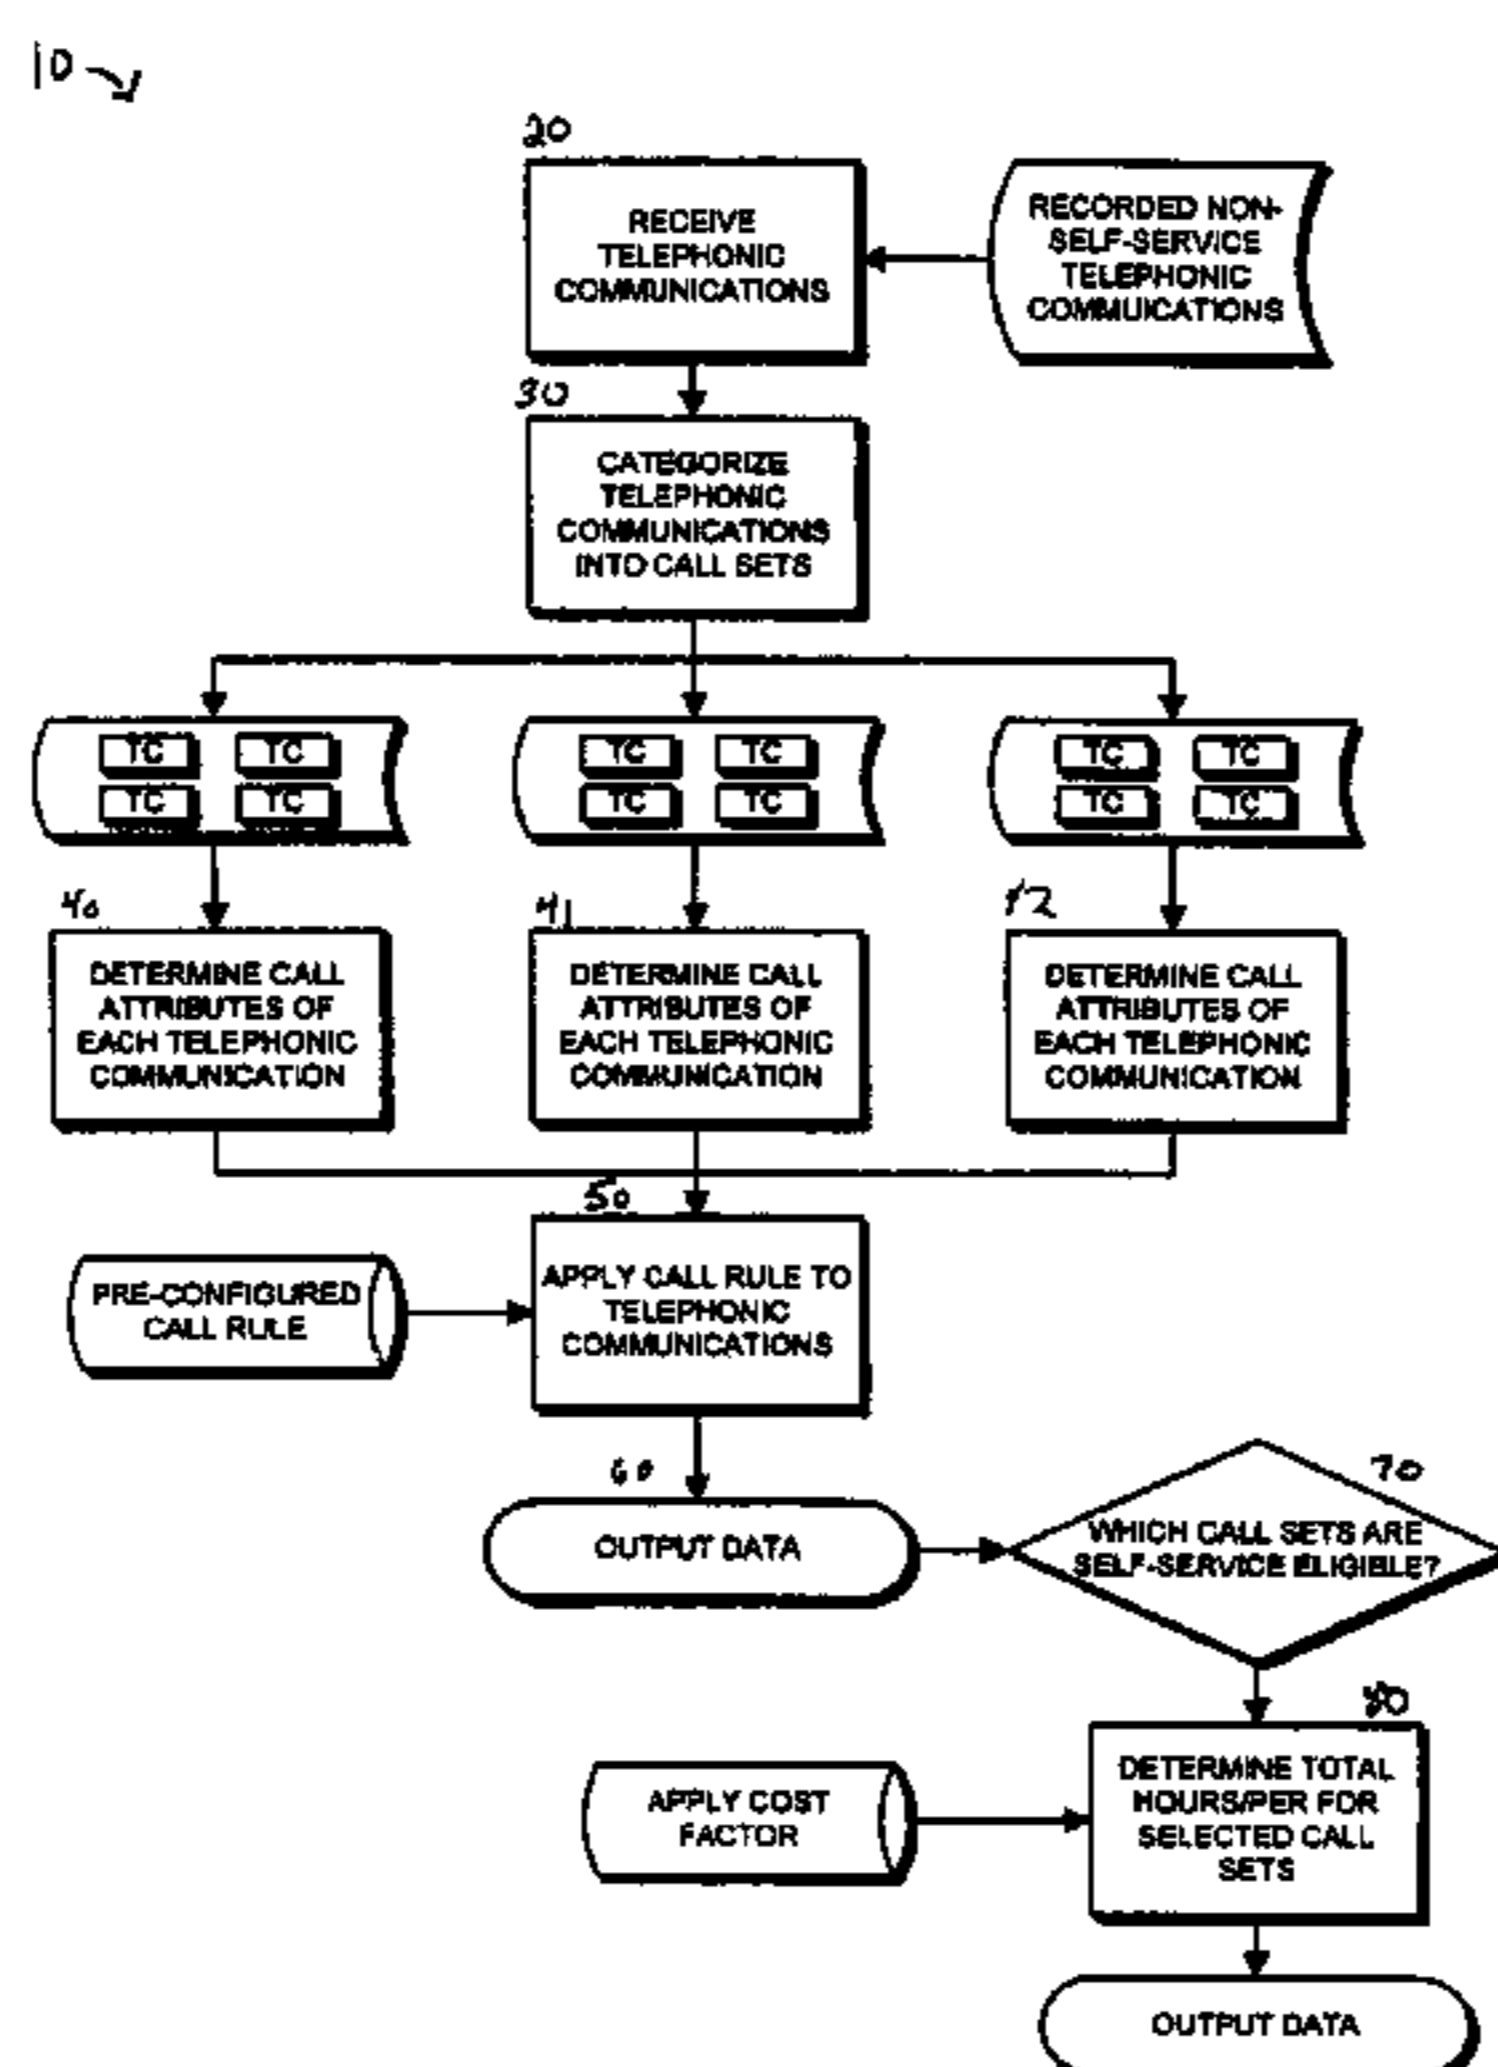 10
20
RECEIVE
TELEPHONIC
COMMUNICATIONS
RECORDED NON-
SELF-SERVICE
TELEPHONIC
COMMUICATIONS
30
CATEGORIZE
TELEPHONIC
COMMUNICATIONS
INTO CALL SETS
TC TC
TC TC
TC TC
TC TC
TC TC
TC TC
40
DETERMINE CALL
ATTRIBUTES OF
EACH TELEPHONIC
COMMUNICATION
41
DETERMINE CALL
ATTRIBUTES OF
EACH TELEPHONIC
COMMUNICATION
42
DETERMINE CALL
ATTRIBUTES OF
EACH TELEPHONIC
COMMUNICATION
50
PRE-CONFIGURED
CALL RULE
APPLY CALL RULE TO
TELEPHONIC
COMMUNICATIONS
60
OUTPUT DATA
70
WHICH CALL SETS ARE
SELF-SERVICE ELIGIBLE?
80
APPLY COST
FACTOR
DETERMINE TOTAL
HOURS/PER FOR
SELECTED CALL
SETS
OUTPUT DATA